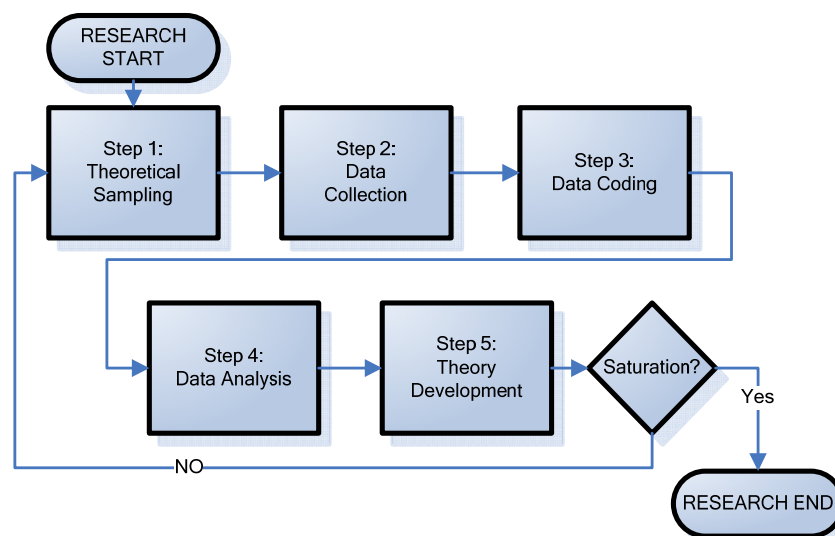 RESEARCH
START
Step 1:
Theoretical
Sampling
Step 2:
Data
Collection
Step 3:
Data Coding
Step 4:
Data Analysis
Step 5:
Theory
Development
Saturation?
Yes
NO
RESEARCH END